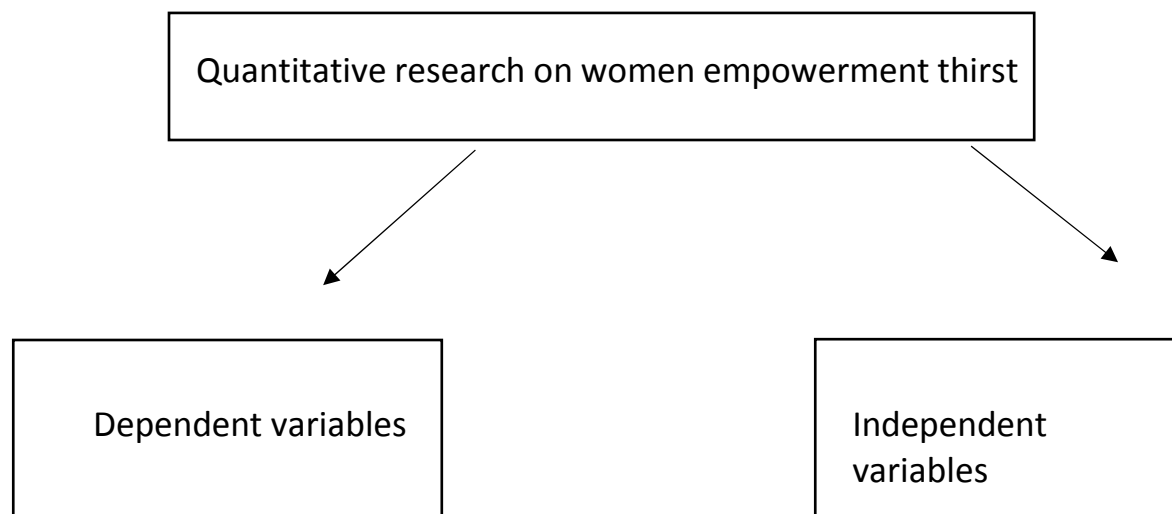 Quantitative research on women empowerment thirst
Dependent variables
Independent
variables